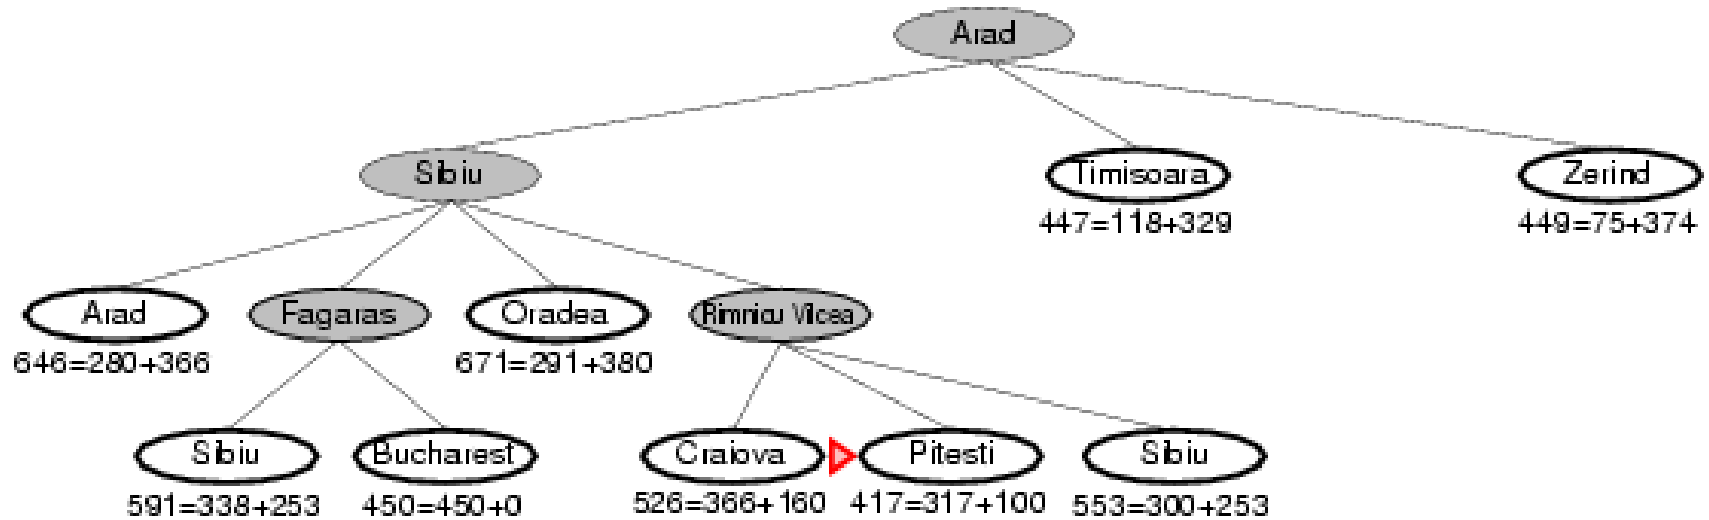 Arad
Sibiu
Timisoara
Zerind
447=118+329
449=75+374
Arad
Fagaras
Oradea
Rimnicu Vilcea
646=280+366
671=291+380
Sibiu
Bucharest
Craiova
Pitesti
Sibiu
591=338+253
450=450+0
526=366+160
417=317+100
553=300+253